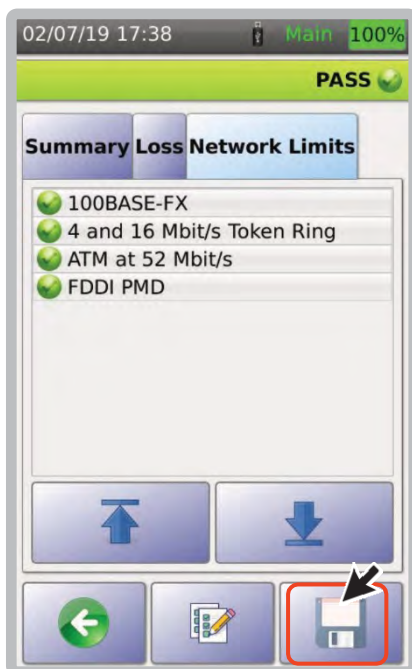 02/07/19 17:38 Main 100%
PASS
Summary Loss Network Limits
100BASE-FX
4 and 16 Mbit/s Token Ring
ATM at 52 Mbit/s
FDDI PMD